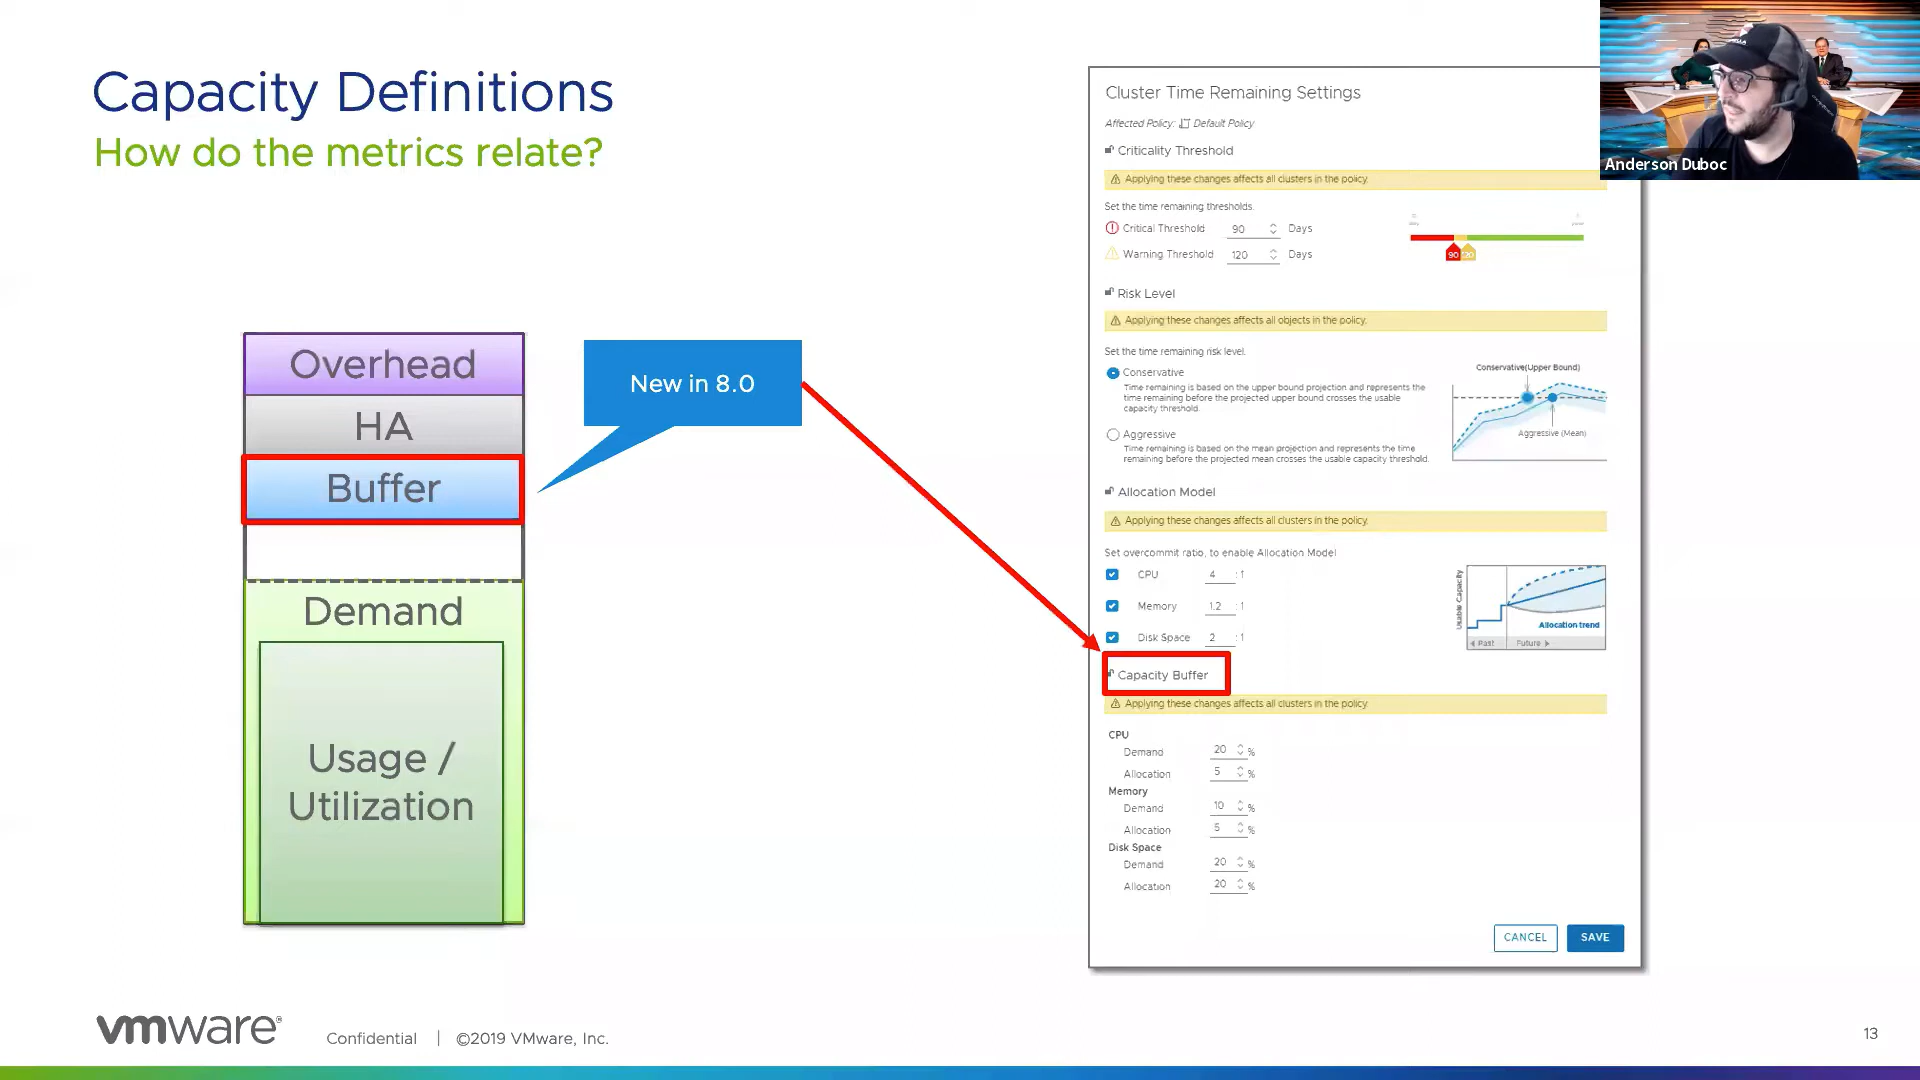 Capacity Definitions
How do the metrics relate?
Overhead
HA
Buffer
Demand
Usage /
Utilization
New in 8.0
Cluster Time Remaining Settings
Affected Policy: Default Policy
Criticality Threshold
Applying these changes affects all clusters in the policy.
Set the time remaining thresholds.
Critical Threshold 90 Days
Warning Threshold 120 Days
90
Risk Level
Applying these changes affects all objects in the policy.
Set the time remaining risk level.
Conservative
Time remaining is based on the upper bound projection and represents the
time remaining before the projected upper bound crosses the usable
capacity threshold.
Aggressive
Time remaining is based on the mean projection and represents the time
remaining before the projected mean crosses the usable capacity threshold.
Conservative(Upper Bound)
Aggressive (Mean)
Allocation Model
Applying these changes affects all clusters in the policy.
Set overcommit ratio, to enable Allocation Model
CPU 4 :1
Memory 1.2 :1
Disk Space 2 :1
Usable Capacity
Allocation trend
Past Future
Capacity Buffer
Applying these changes affects all clusters in the policy.
CPU
Demand 20 %
Allocation 5 %
Memory
Demand 10 %
Allocation 5 %
Disk Space
Demand 20 %
Allocation 20 %
CANCEL SAVE
Anderson Duboc
vmware®
Confidential | ©2019 VMware, Inc.
13